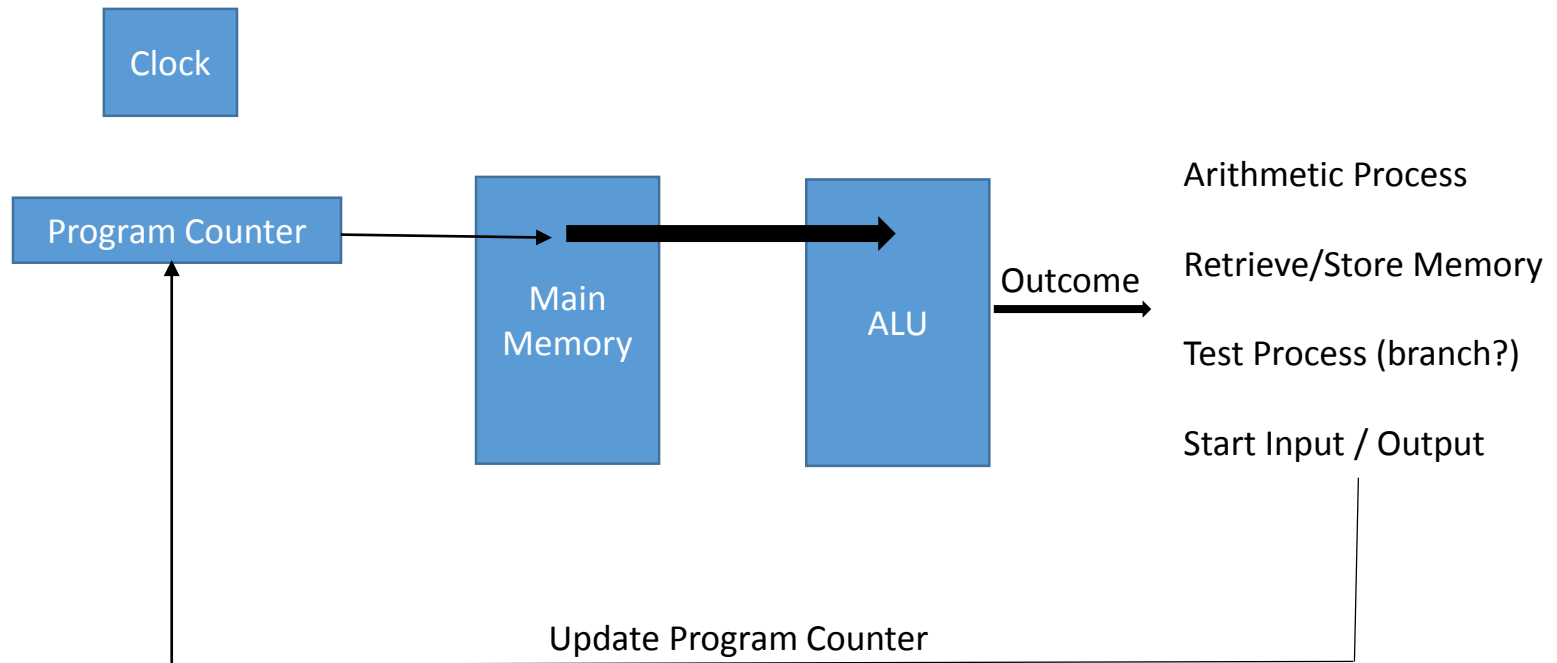 Clock
Program Counter
Main
Memory
ALU
Outcome
Arithmetic Process
Retrieve/Store Memory
Test Process (branch?)
Start Input / Output
Update Program Counter